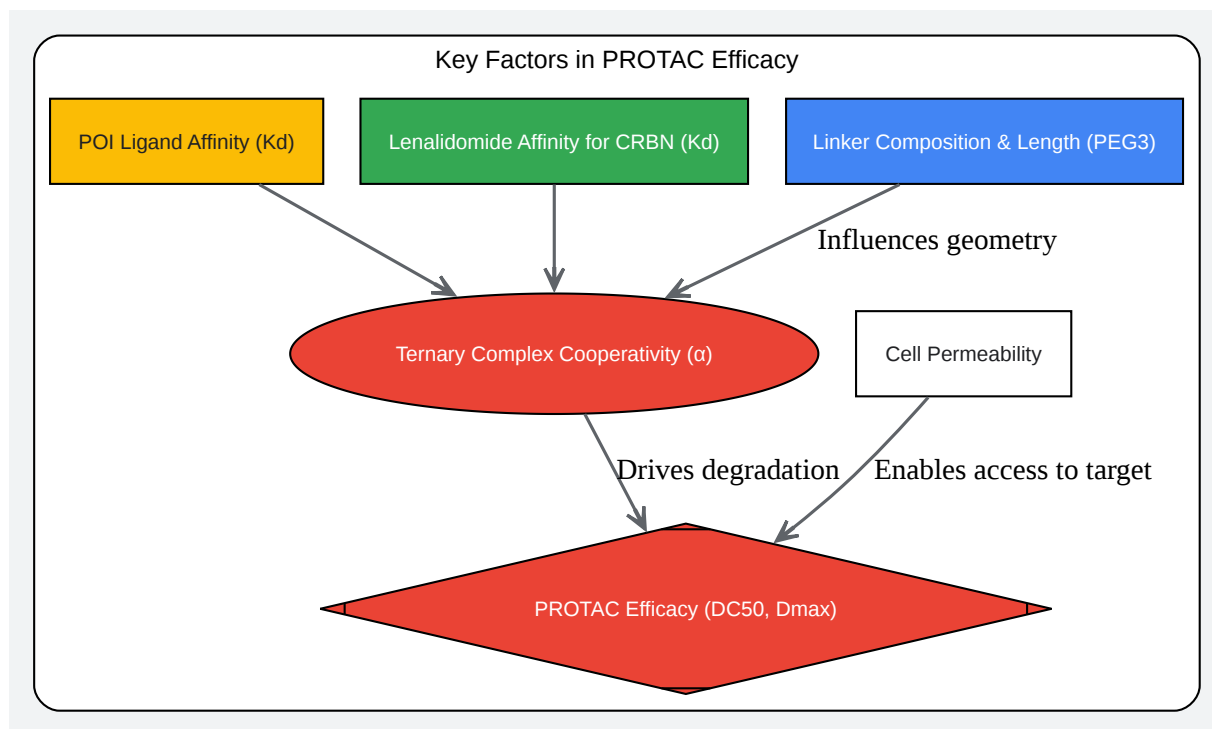 Key Factors in PROTAC Efficacy
POI Ligand Affinity (Kd)
Lenalidomide Affinity for CRBN (Kd)
Linker Composition & Length (PEG3)
Influences geometry
Ternary Complex Cooperativity (α)
Cell Permeability
Drives degradation
Enables access to target
PROTAC Efficacy (DC50, Dmax)